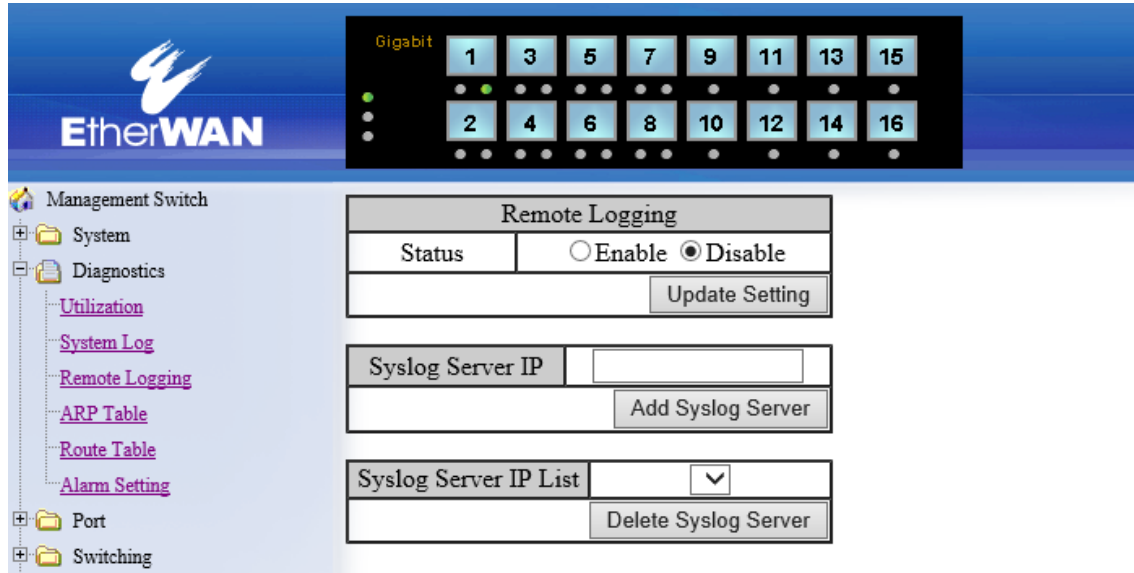 Gigabit
1 3 5 7 9 11 13 15
2 4 6 8 10 12 14 16
EtherWAN
Management Switch
System
Diagnostics
Utilization
System Log
Remote Logging
ARP Table
Route Table
Alarm Setting
Port
Switching
Remote Logging
Status Enable Disable
Update Setting
Syslog Server IP
Add Syslog Server
Syslog Server IP List
Delete Syslog Server